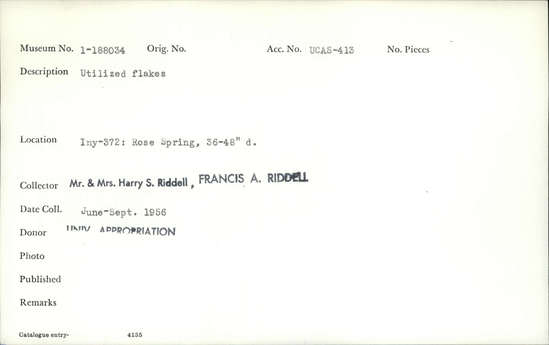 Museum No. 1-188034 Orig. No. Acc. No. UCAS-413 No. Pieces
Description Utilized flakes
Location Iny-372: Rose Spring, 36-48" d.
Collector Mr. & Mrs. Harry S. Riddell, FRANCIS A. RIDDELL
Date Coll. June-Sept. 1956
Donor UNIV. APPROPRIATION
Photo
Published
Remarks
Catalogue entry- 4155